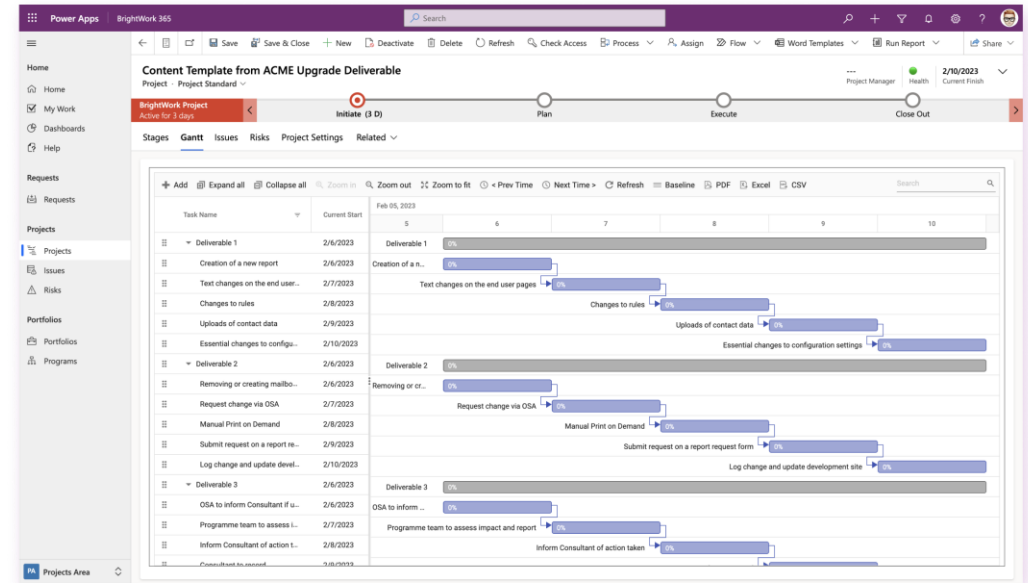 Power Apps BrightWork 365 Search
Save Save & Close New Deactivate Delete Refresh Check Access Process Assign Flow Word Templates Run Report Share
Home
Home
My Work
Dashboards
Help
Requests
Requests
Projects
Projects
Issues
Risks
Portfolios
Portfolios
Programs
PA Projects Area
Content Template from ACME Upgrade Deliverable
Project · Project Standard
--- Project Manager
Health
2/10/2023 Current Finish
BrightWork Project
Active for 3 days
Initiate (3 D) Plan Execute Close Out
Stages Gantt Issues Risks Project Settings Related
Add Expand all Collapse all Zoom in Zoom out Zoom to fit < Prev Time Next Time > Refresh Baseline PDF Excel CSV Search
Task Name Current Start Feb 05, 2023
5 6 7 8 9 10
Deliverable 1 2/6/2023 Deliverable 1 0%
Creation of a new report 2/6/2023 Creation of a n... 0%
Text changes on the end user... 2/7/2023 Text changes on the end user pages 0%
Changes to rules 2/8/2023 Changes to rules 0%
Uploads of contact data 2/9/2023 Uploads of contact data 0%
Essential changes to configu... 2/10/2023 Essential changes to configuration settings 0%
Deliverable 2 2/6/2023 Deliverable 2 0%
Removing or creating mailbo... 2/6/2023 Removing or cr... 0%
Request change via OSA 2/7/2023 Request change via OSA 0%
Manual Print on Demand 2/8/2023 Manual Print on Demand 0%
Submit request on a report re... 2/9/2023 Submit request on a report request form 0%
Log change and update devel... 2/10/2023 Log change and update development site 0%
Deliverable 3 2/6/2023 Deliverable 3 0%
OSA to inform Consultant if u... 2/6/2023 OSA to inform ... 0%
Programme team to assess i... 2/7/2023 Programme team to assess impact and report 0%
Inform Consultant of action t... 2/8/2023 Inform Consultant of action taken 0%
Consultant to record 2/9/2023